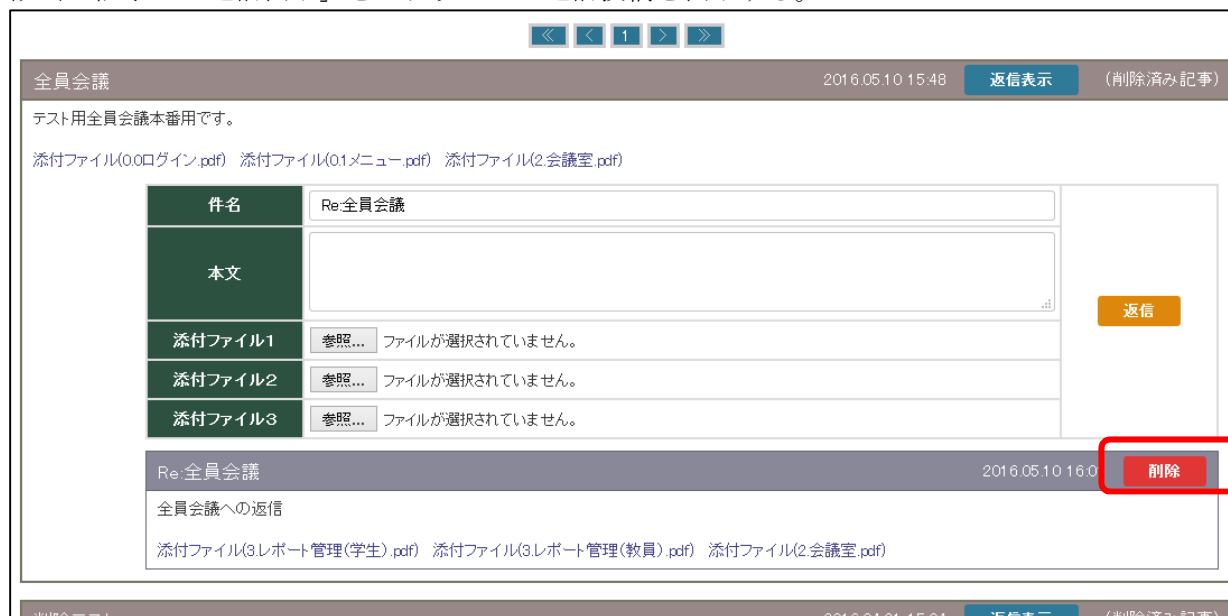 ≪ < 1 > ≫
全員会議 2016.05.10 15:48 返信表示 (削除済み記事)
テスト用全員会議本番用です。
添付ファイル(0.0ログイン.pdf) 添付ファイル(0.1メニュー.pdf) 添付ファイル(2.会議室.pdf)
件名 Re:全員会議
本文
返信
添付ファイル1 参照... ファイルが選択されていません。
添付ファイル2 参照... ファイルが選択されていません。
添付ファイル3 参照... ファイルが選択されていません。
Re:全員会議 2016.05.10 16:0 削除
全員会議への返信
添付ファイル(3.レポート管理(学生).pdf) 添付ファイル(3.レポート管理(教員).pdf) 添付ファイル(2.会議室.pdf)